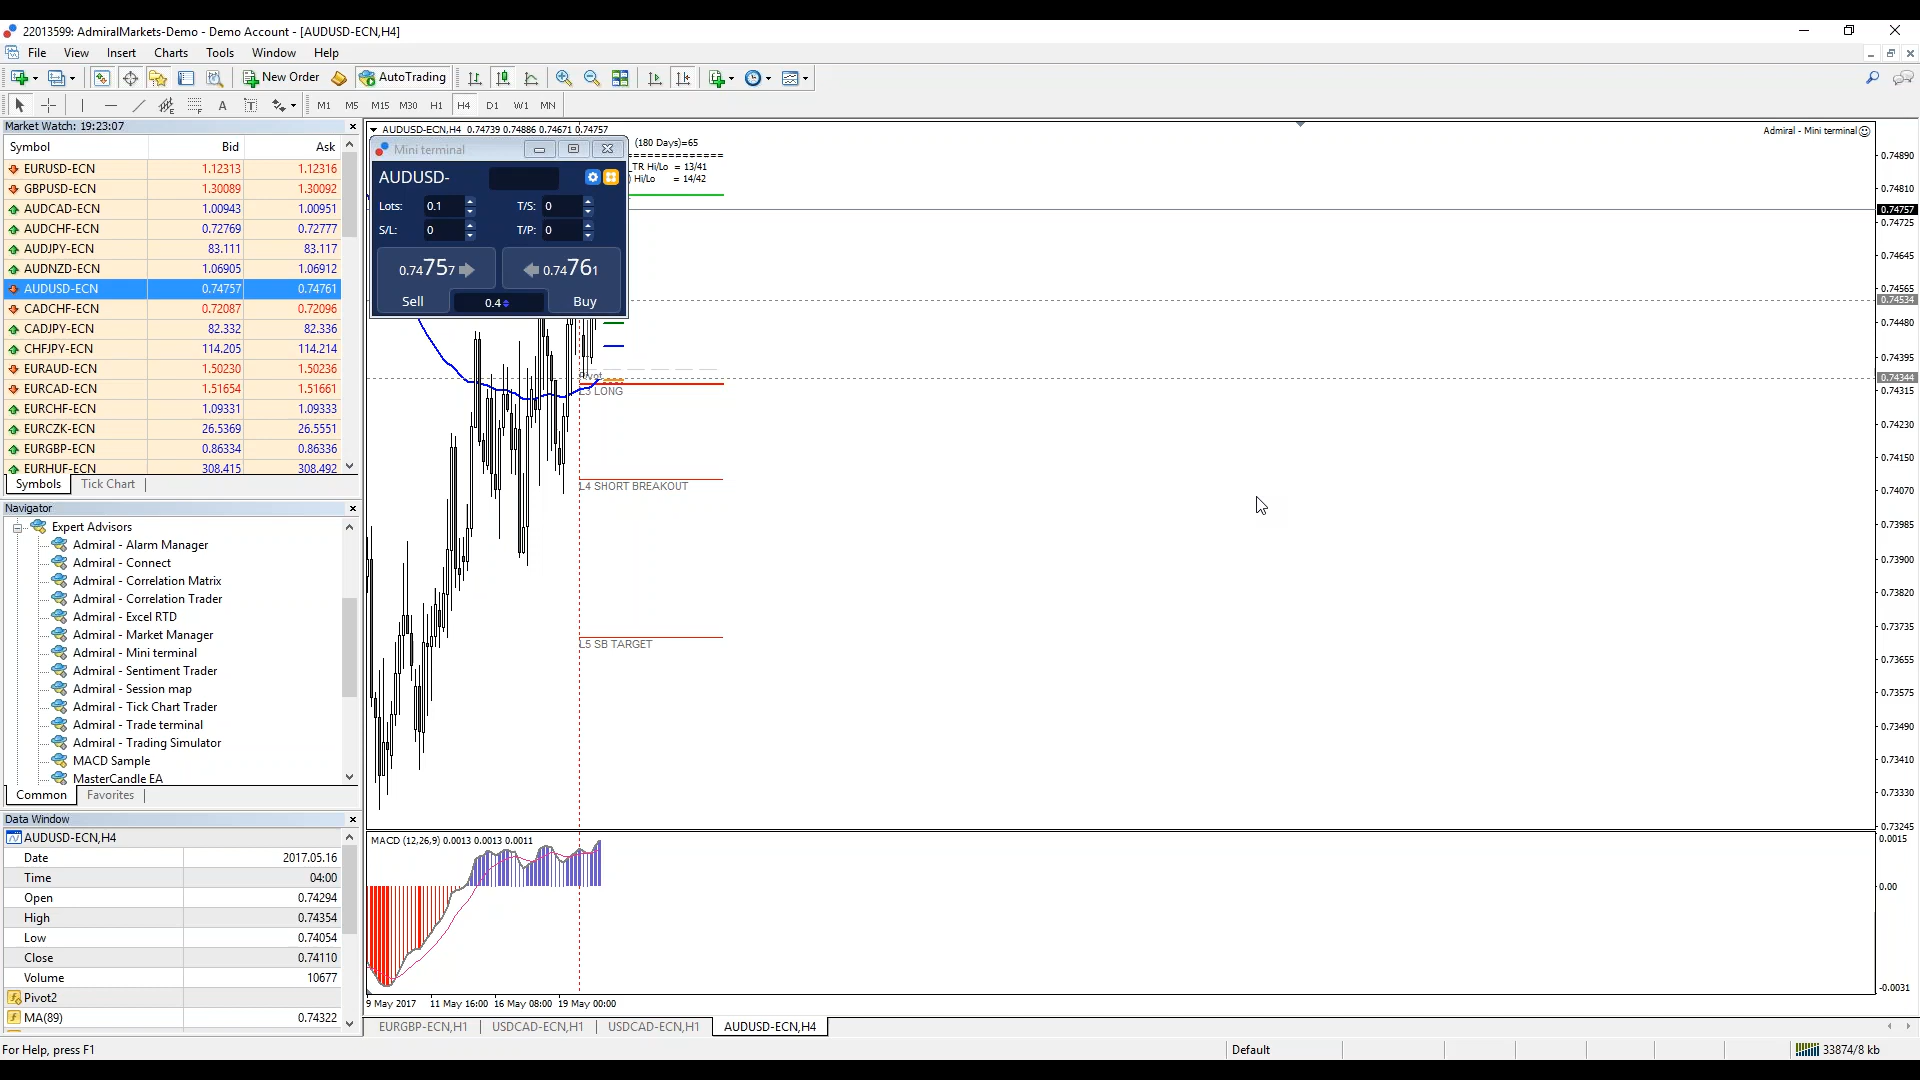 22013599: AdmiralMarkets-Demo - Demo Account - [AUDUSD-ECN,H4]
File View Insert Charts Tools Window Help
New Order AutoTrading
A T M1 M5 M15 M30 H1 H4 D1 W1 MN
Market Watch: 19:23:07
Symbol Bid Ask
EURUSD-ECN 1.12313 1.12316
GBPUSD-ECN 1.30089 1.30092
AUDCAD-ECN 1.00943 1.00951
AUDCHF-ECN 0.72769 0.72777
AUDJPY-ECN 83.111 83.117
AUDNZD-ECN 1.06905 1.06912
AUDUSD-ECN 0.74757 0.74761
CADCHF-ECN 0.72087 0.72096
CADJPY-ECN 82.332 82.336
CHFJPY-ECN 114.205 114.214
EURAUD-ECN 1.50230 1.50236
EURCAD-ECN 1.51654 1.51661
EURCHF-ECN 1.09331 1.09333
EURCZK-ECN 26.5369 26.5551
EURGBP-ECN 0.86334 0.86336
EURHUF-ECN 308.415 308.492
Symbols Tick Chart
Navigator
Expert Advisors
Admiral - Alarm Manager
Admiral - Connect
Admiral - Correlation Matrix
Admiral - Correlation Trader
Admiral - Excel RTD
Admiral - Market Manager
Admiral - Mini terminal
Admiral - Sentiment Trader
Admiral - Session map
Admiral - Tick Chart Trader
Admiral - Trade terminal
Admiral - Trading Simulator
MACD Sample
MasterCandle EA
Common Favorites
Data Window
AUDUSD-ECN,H4
Date 2017.05.16
Time 04:00
Open 0.74294
High 0.74354
Low 0.74054
Close 0.74110
Volume 10677
Pivot2
MA(89) 0.74322
AUDUSD-ECN,H4 0.74739 0.74886 0.74671 0.74757
Admiral - Mini terminal
(180 Days)=65
====================
_TR Hi/Lo = 13/41
) Hi/Lo = 14/42
Mini terminal
AUDUSD-
Lots: 0.1 T/S: 0
S/L: 0 T/P: 0
0.74757 0.74761
Sell 0.4 Buy
Pivot
L3 LONG
L4 SHORT BREAKOUT
L5 SB TARGET
0.74890
0.74810
0.74757
0.74725
0.74645
0.74565
0.74534
0.74480
0.74395
0.74344
0.74315
0.74230
0.74150
0.74070
0.73985
0.73900
0.73820
0.73735
0.73655
0.73575
0.73490
0.73410
0.73330
0.73245
MACD (12,26,9) 0.0013 0.0013 0.0011
0.0015
0.00
-0.0031
9 May 2017 11 May 16:00 16 May 08:00 19 May 00:00
EURGBP-ECN,H1 USDCAD-ECN,H1 USDCAD-ECN,H1 AUDUSD-ECN,H4
For Help, press F1 Default 33874/8 kb